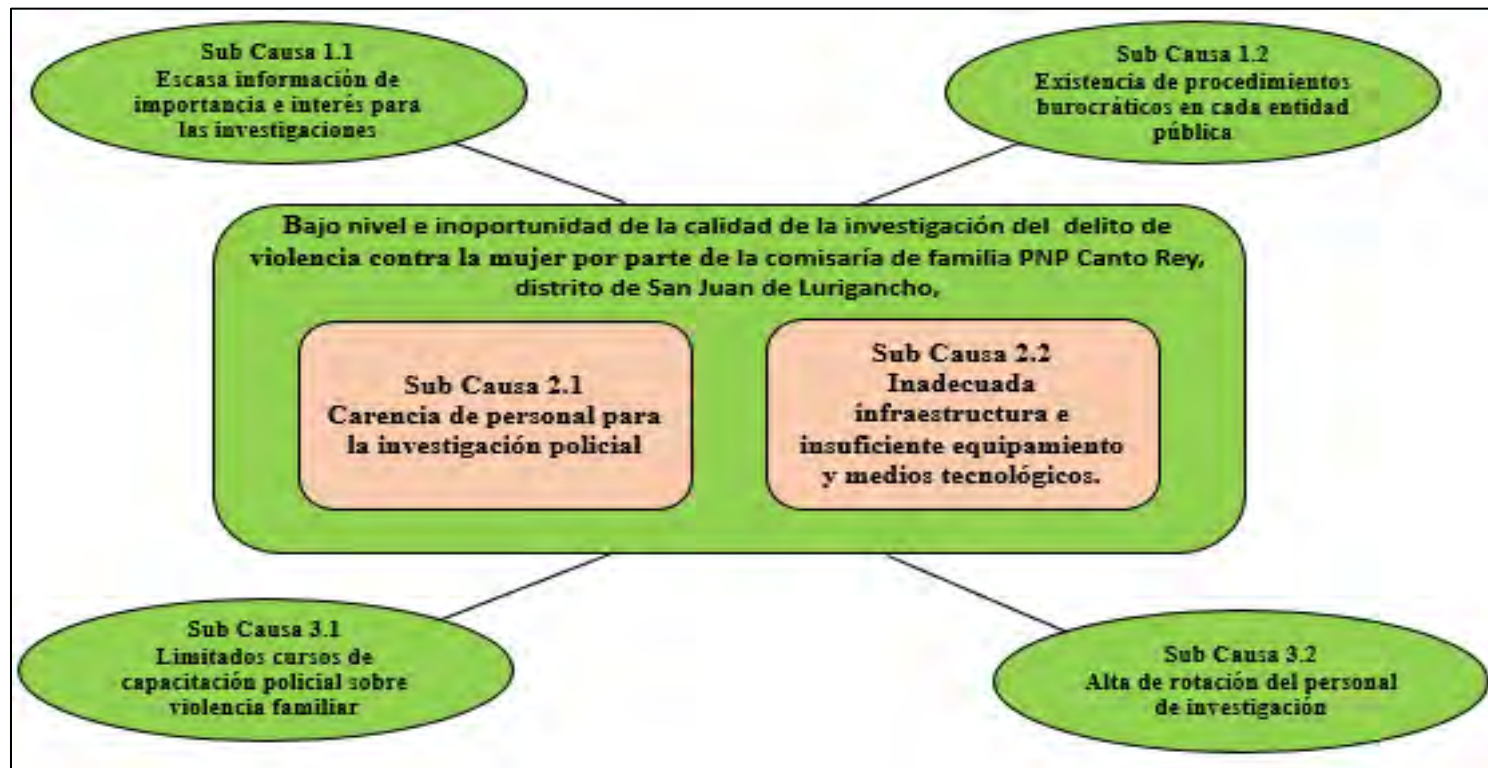 Sub Causa 1.1
Escasa información de
importancia e interés para
las investigaciones
Sub Causa 1.2
Existencia de procedimientos
burocráticos en cada entidad
pública
Bajo nivel e inoportunidad de la calidad de la investigación del delito de
violencia contra la mujer por parte de la comisaría de familia PNP Canto Rey,
distrito de San Juan de Lurigancho,
Sub Causa 2.1
Carencia de personal para
la investigación policial
Sub Causa 2.2
Inadecuada
infraestructura e
insuficiente equipamiento
y medios tecnológicos.
Sub Causa 3.1
Limitados cursos de
capacitación policial sobre
violencia familiar
Sub Causa 3.2
Alta de rotación del personal
de investigación